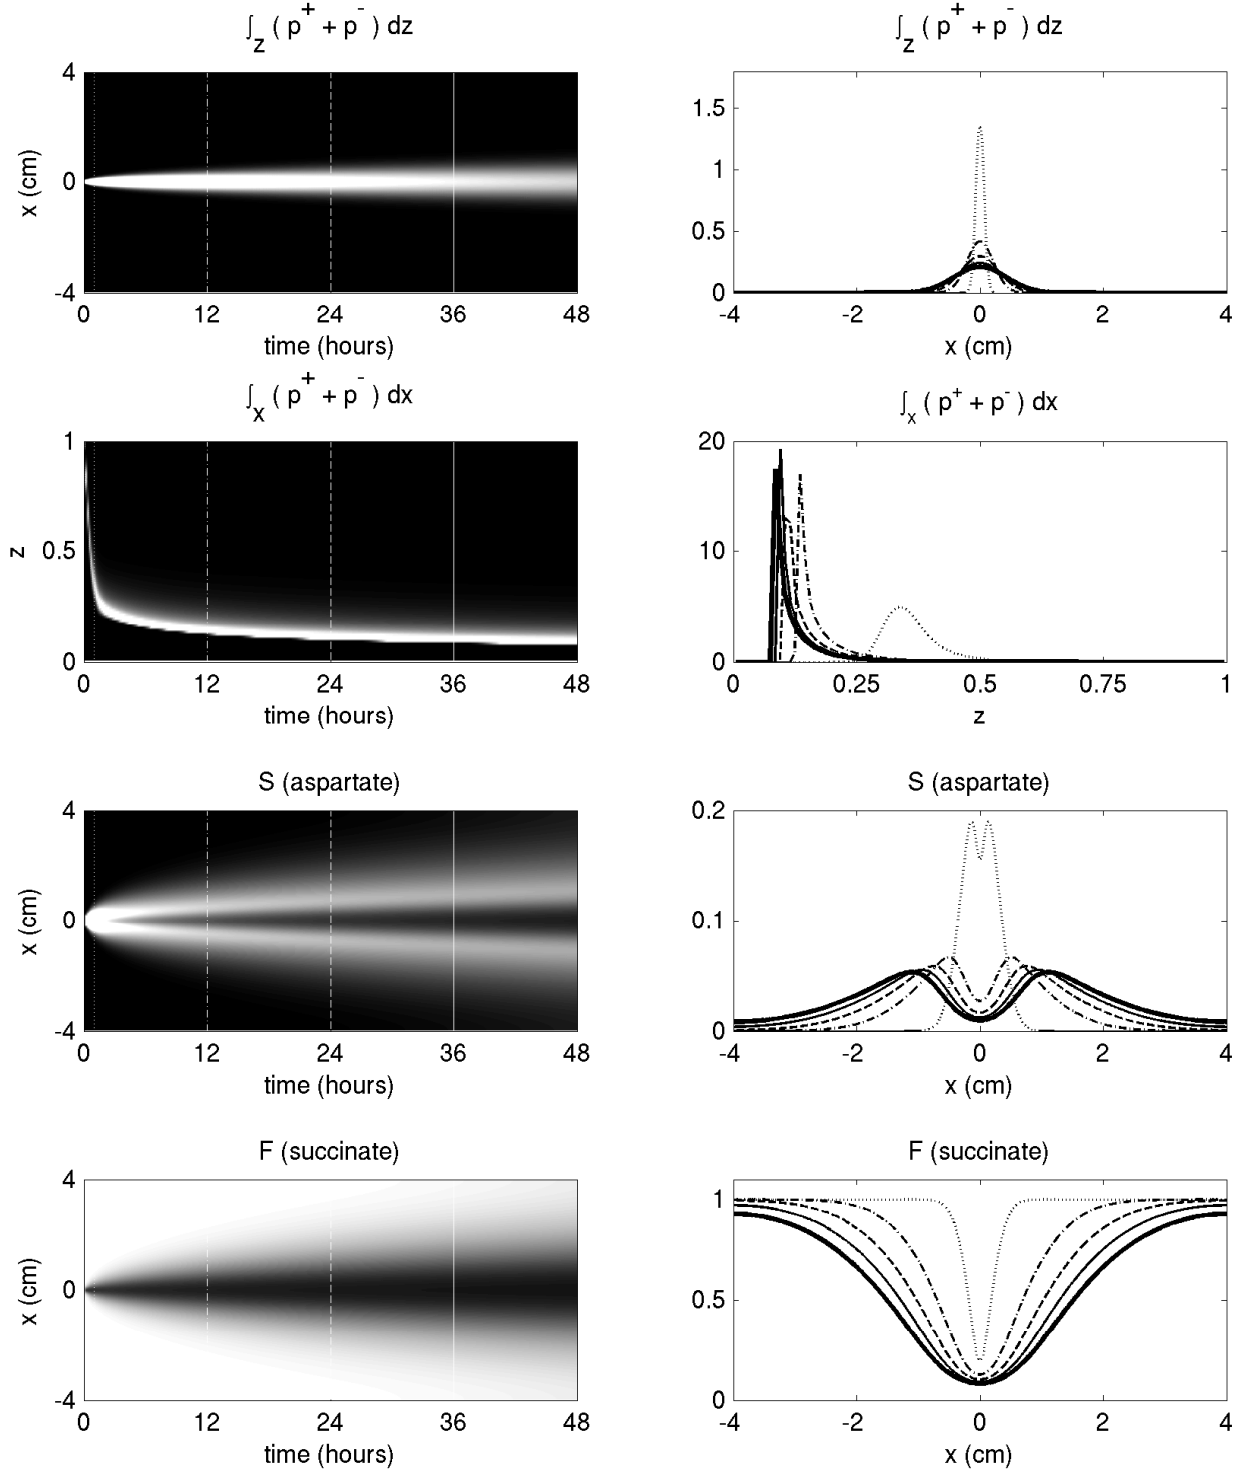 ∫z ( p+ + p- ) dz
4
0
-4
x (cm)
0 12 24 36 48
time (hours)
∫z ( p+ + p- ) dz
1.5
1
0.5
0
-4 -2 0 2 4
x (cm)
∫x ( p+ + p- ) dx
1
0.5
0
z
0 12 24 36 48
time (hours)
∫x ( p+ + p- ) dx
20
10
0
0 0.25 0.5 0.75 1
z
S (aspartate)
4
0
-4
x (cm)
0 12 24 36 48
time (hours)
S (aspartate)
0.2
0.1
0
-4 -2 0 2 4
x (cm)
F (succinate)
4
0
-4
x (cm)
0 12 24 36 48
time (hours)
F (succinate)
1
0.5
0
-4 -2 0 2 4
x (cm)